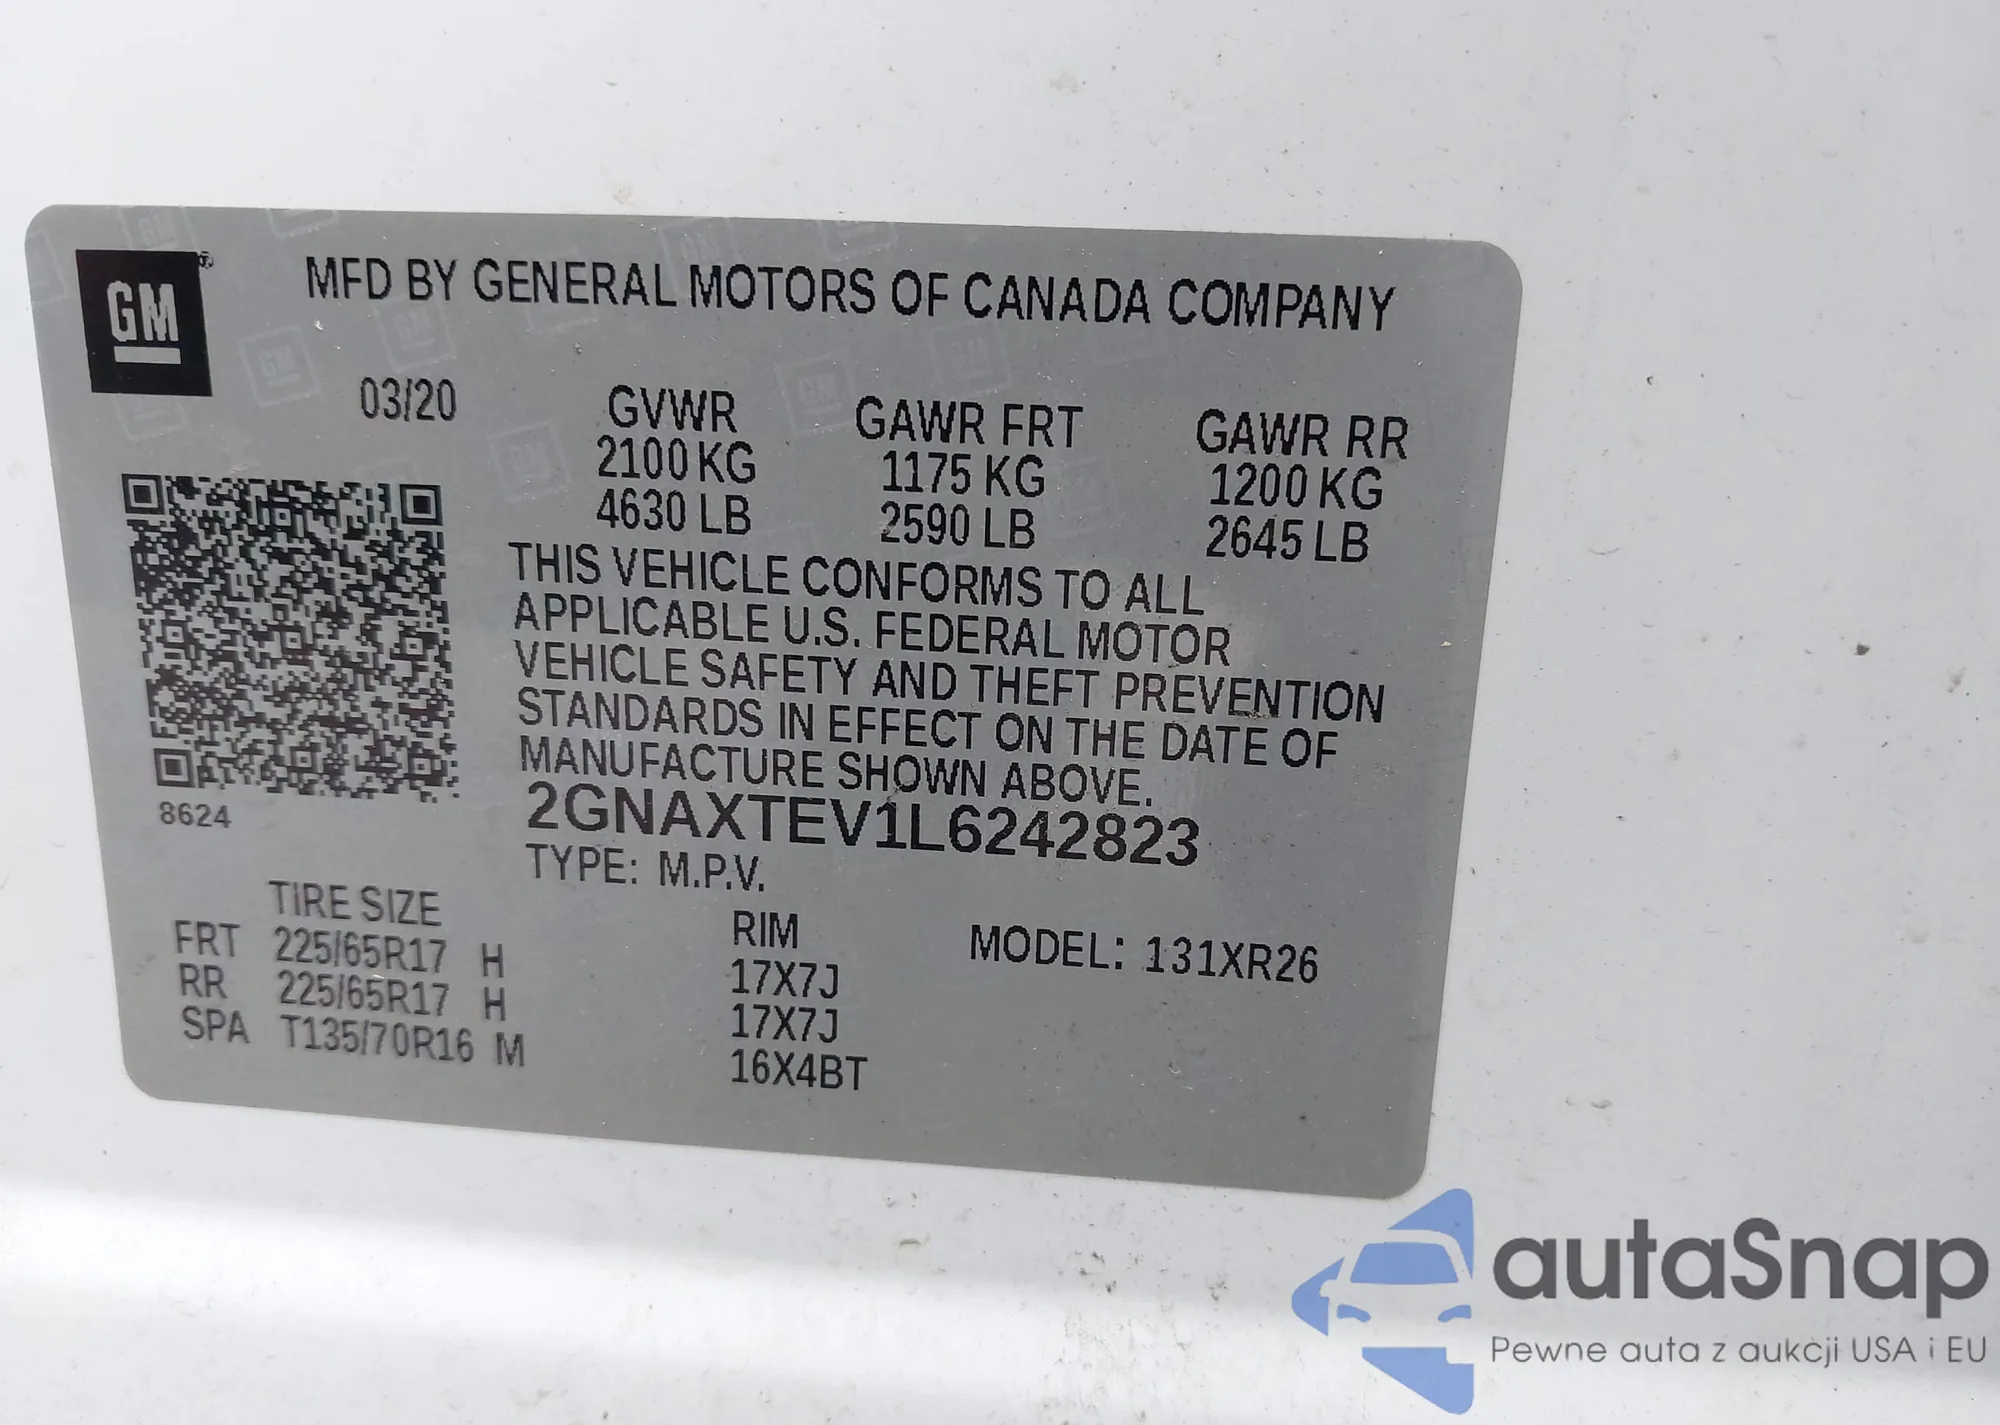 GM®
MFD BY GENERAL MOTORS OF CANADA COMPANY
03/20
GVWR GAWR FRT GAWR RR
2100 KG 1175 KG 1200 KG
4630 LB 2590 LB 2645 LB
THIS VEHICLE CONFORMS TO ALL
APPLICABLE U.S. FEDERAL MOTOR
VEHICLE SAFETY AND THEFT PREVENTION
STANDARDS IN EFFECT ON THE DATE OF
MANUFACTURE SHOWN ABOVE.
8624
2GNAXTEV1L6242823
TYPE: M.P.V.
TIRE SIZE RIM MODEL: 131XR26
FRT 225/65R17 H 17X7J
RR 225/65R17 H 17X7J
SPA T135/70R16 M 16X4BT
autaSnap
Pewne auta z aukcji USA i EU